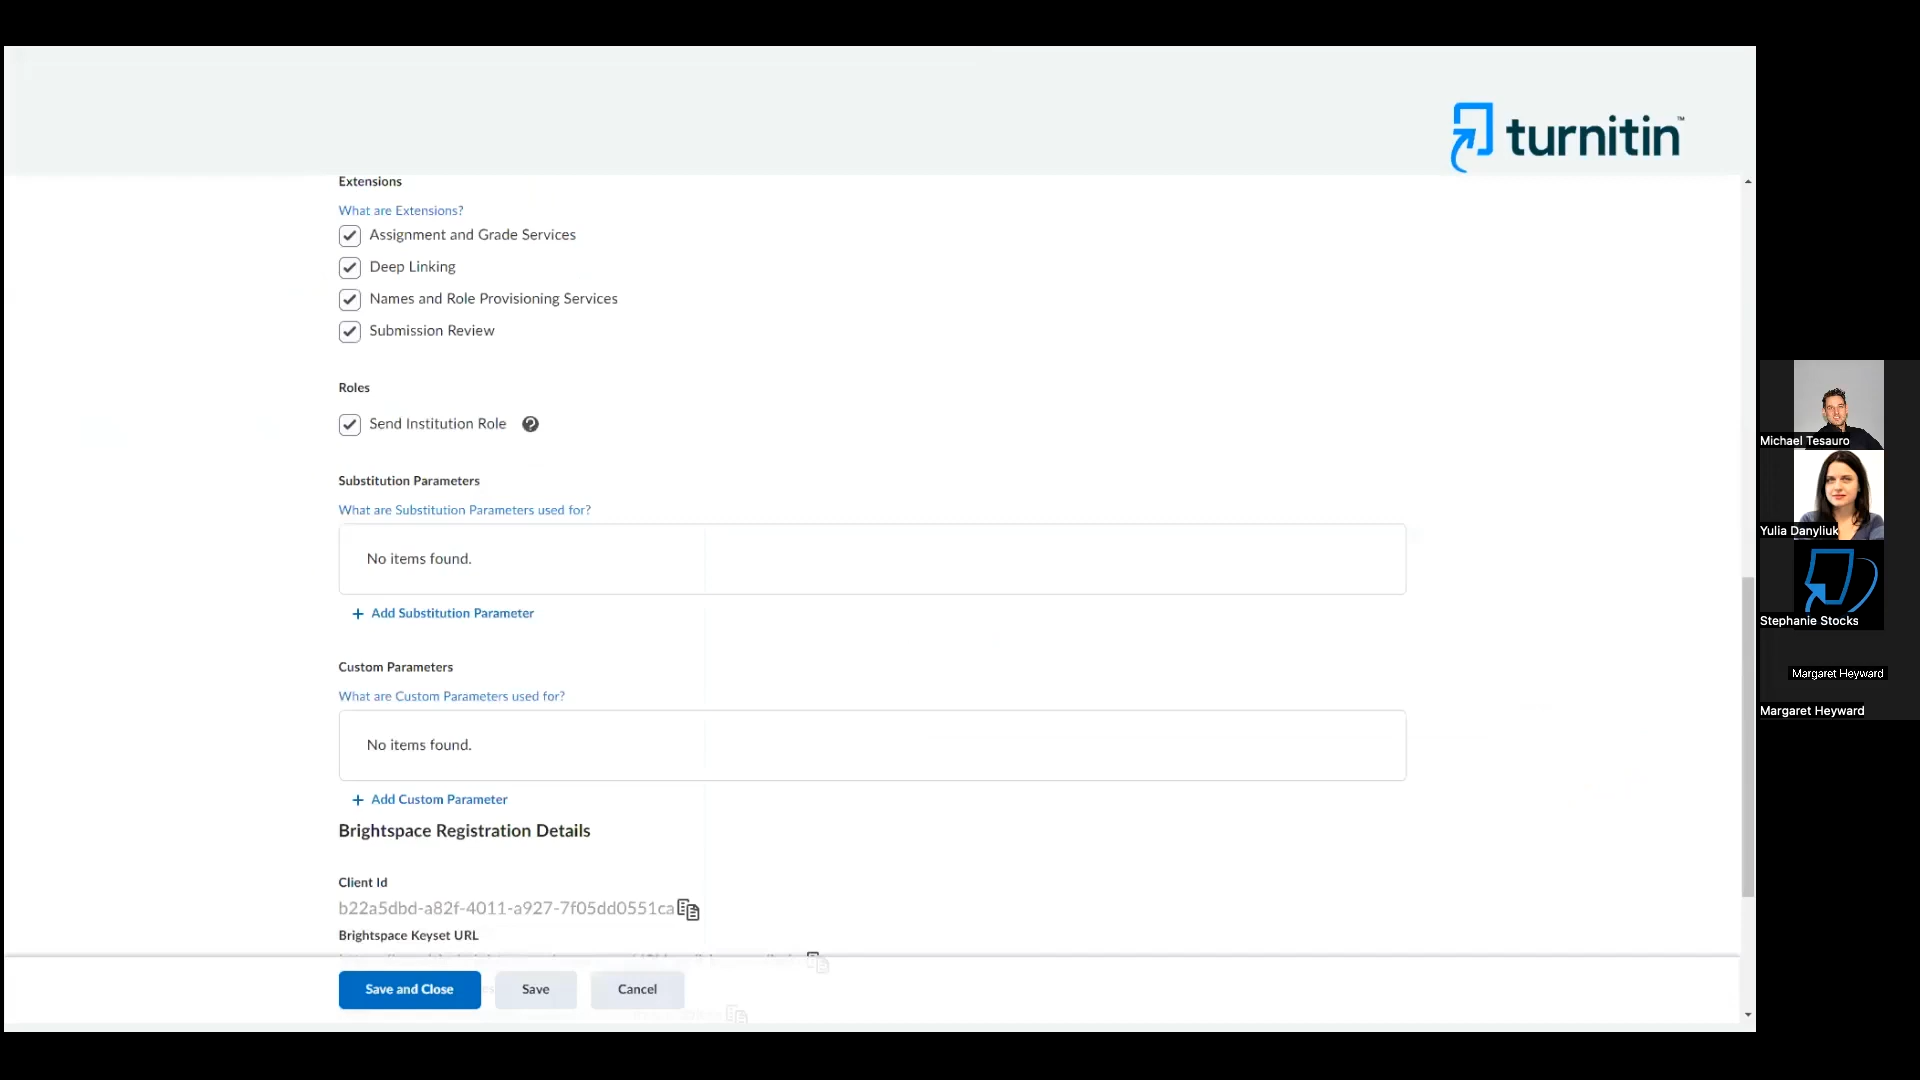 turnitin™
Extensions
What are Extensions?
Assignment and Grade Services
Deep Linking
Names and Role Provisioning Services
Submission Review
Roles
Send Institution Role
Substitution Parameters
What are Substitution Parameters used for?
No items found.
+ Add Substitution Parameter
Custom Parameters
What are Custom Parameters used for?
No items found.
+ Add Custom Parameter
Brightspace Registration Details
Client Id
b22a5dbd-a82f-4011-a927-7f05dd0551ca
Brightspace Keyset URL
Save and Close
Save
Cancel
Michael Tesauro
Yulia Danyliuk
Stephanie Stocks
Margaret Heyward
Margaret Heyward